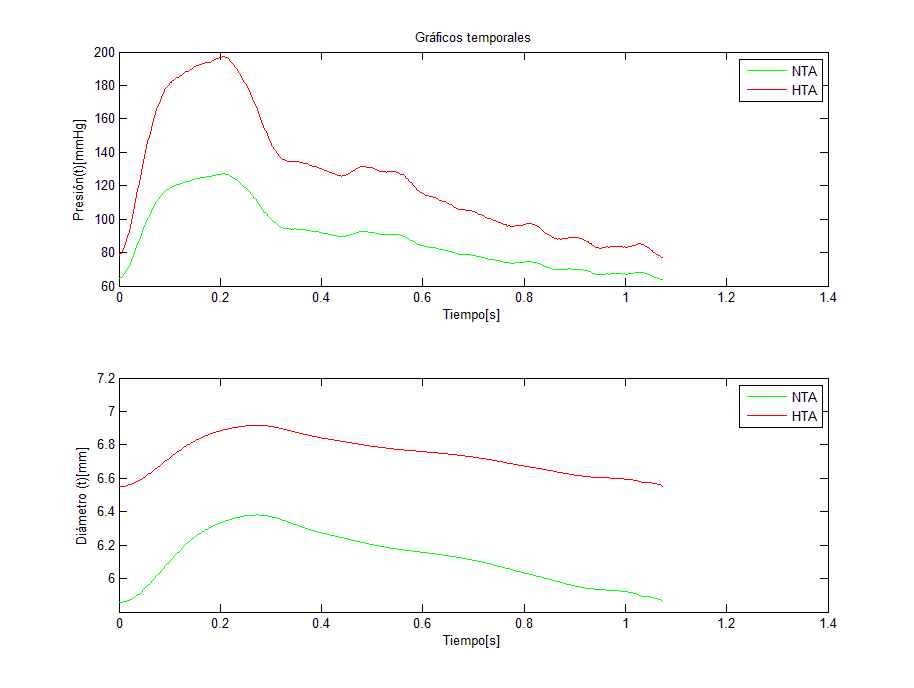 Gráficos temporales
200
180
160
140
120
100
80
60
Presión(t)[mmHg]
NTA
HTA
0 0.2 0.4 0.6 0.8 1 1.2 1.4
Tiempo[s]
7.2
7
6.8
6.6
6.4
6.2
6
Diámetro (t)[mm]
NTA
HTA
0 0.2 0.4 0.6 0.8 1 1.2 1.4
Tiempo[s]